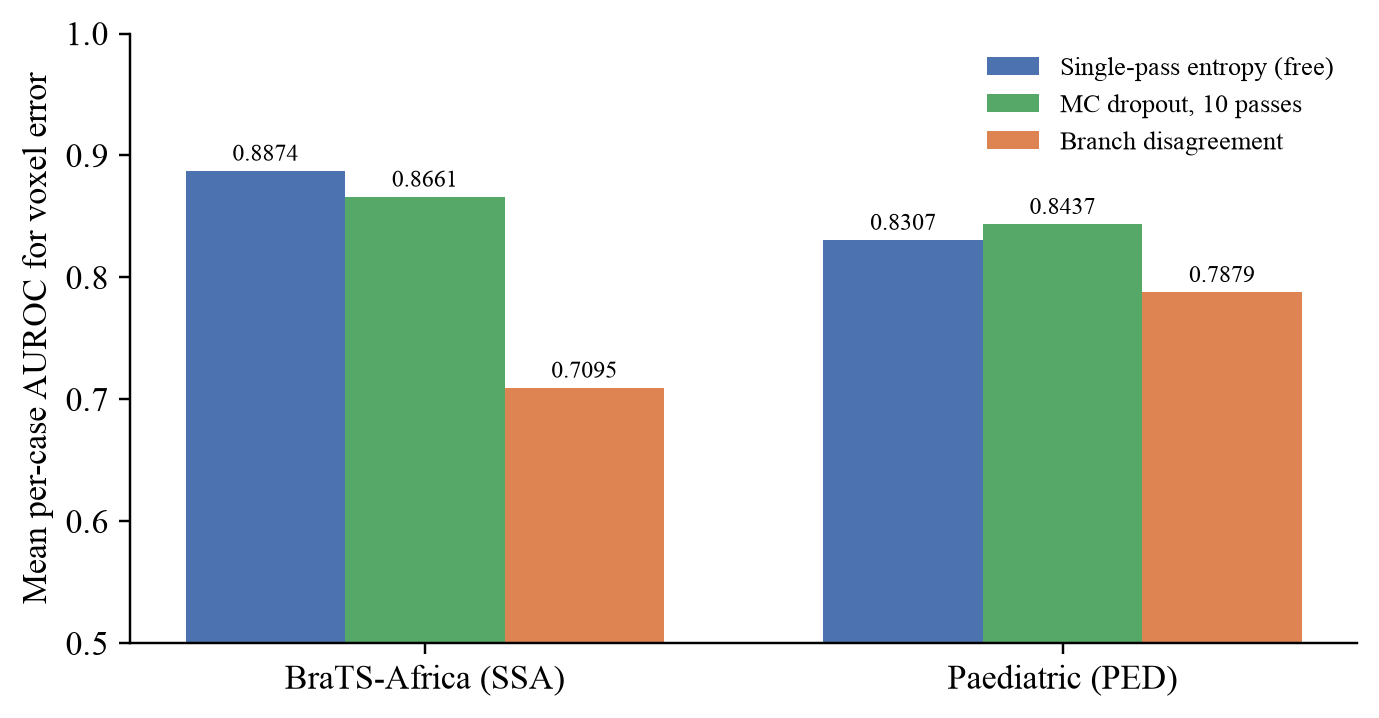 Mean per-case AUROC for voxel error
1.0
0.9
0.8
0.7
0.6
0.5
Single-pass entropy (free)
MC dropout, 10 passes
Branch disagreement
0.8874
0.8661
0.7095
0.8307
0.8437
0.7879
BraTS-Africa (SSA)
Paediatric (PED)